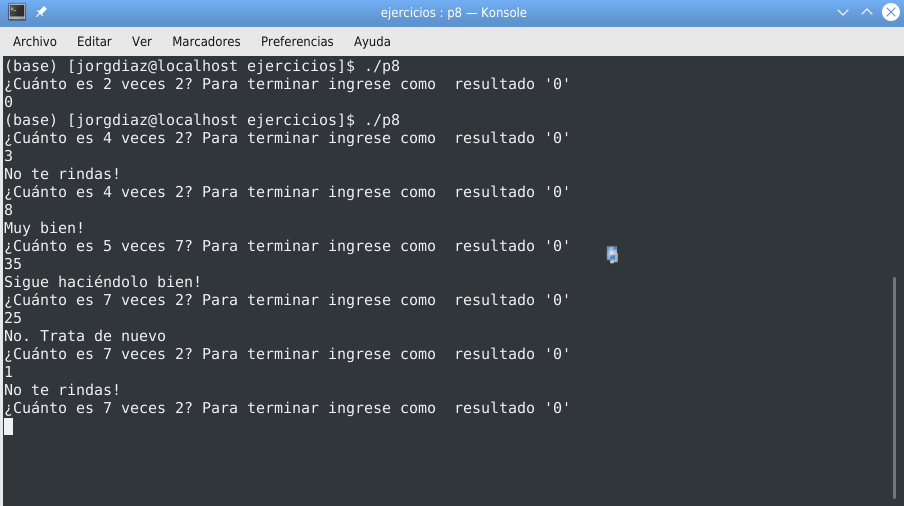 ejercicios : p8 — Konsole
Archivo Editar Ver Marcadores Preferencias Ayuda
(base) [jorgdiaz@localhost ejercicios]$ ./p8
¿Cuánto es 2 veces 2? Para terminar ingrese como  resultado '0'
0
(base) [jorgdiaz@localhost ejercicios]$ ./p8
¿Cuánto es 4 veces 2? Para terminar ingrese como  resultado '0'
3
No te rindas!
¿Cuánto es 4 veces 2? Para terminar ingrese como  resultado '0'
8
Muy bien!
¿Cuánto es 5 veces 7? Para terminar ingrese como  resultado '0'
35
Sigue haciéndolo bien!
¿Cuánto es 7 veces 2? Para terminar ingrese como  resultado '0'
25
No. Trata de nuevo
¿Cuánto es 7 veces 2? Para terminar ingrese como  resultado '0'
1
No te rindas!
¿Cuánto es 7 veces 2? Para terminar ingrese como  resultado '0'